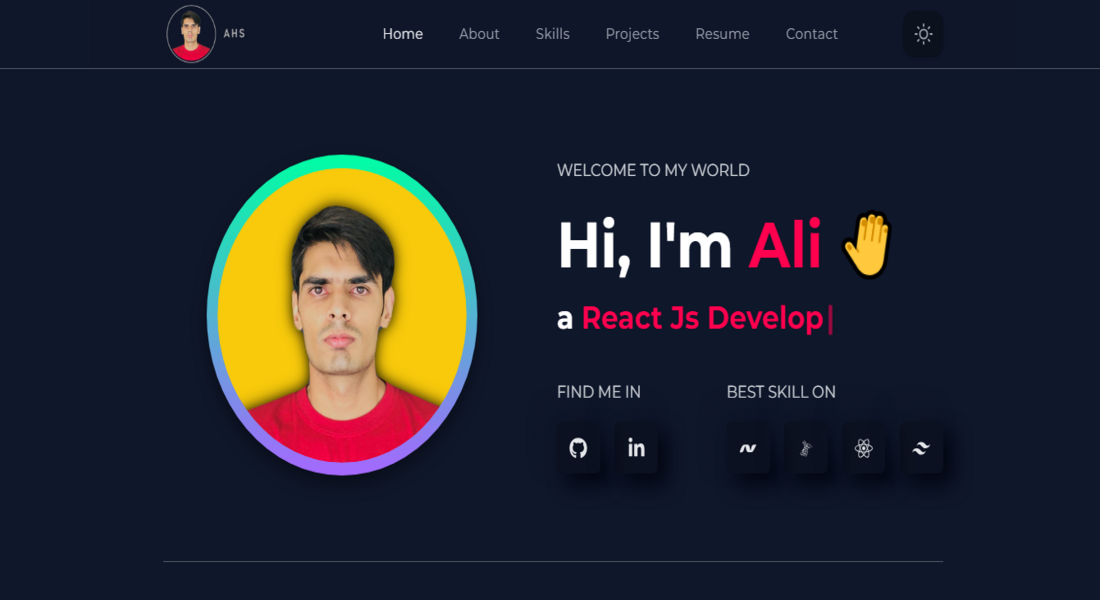 AHS
Home About Skills Projects Resume Contact
WELCOME TO MY WORLD
Hi, I'm Ali
a React Js Develop
FIND ME IN
BEST SKILL ON
in